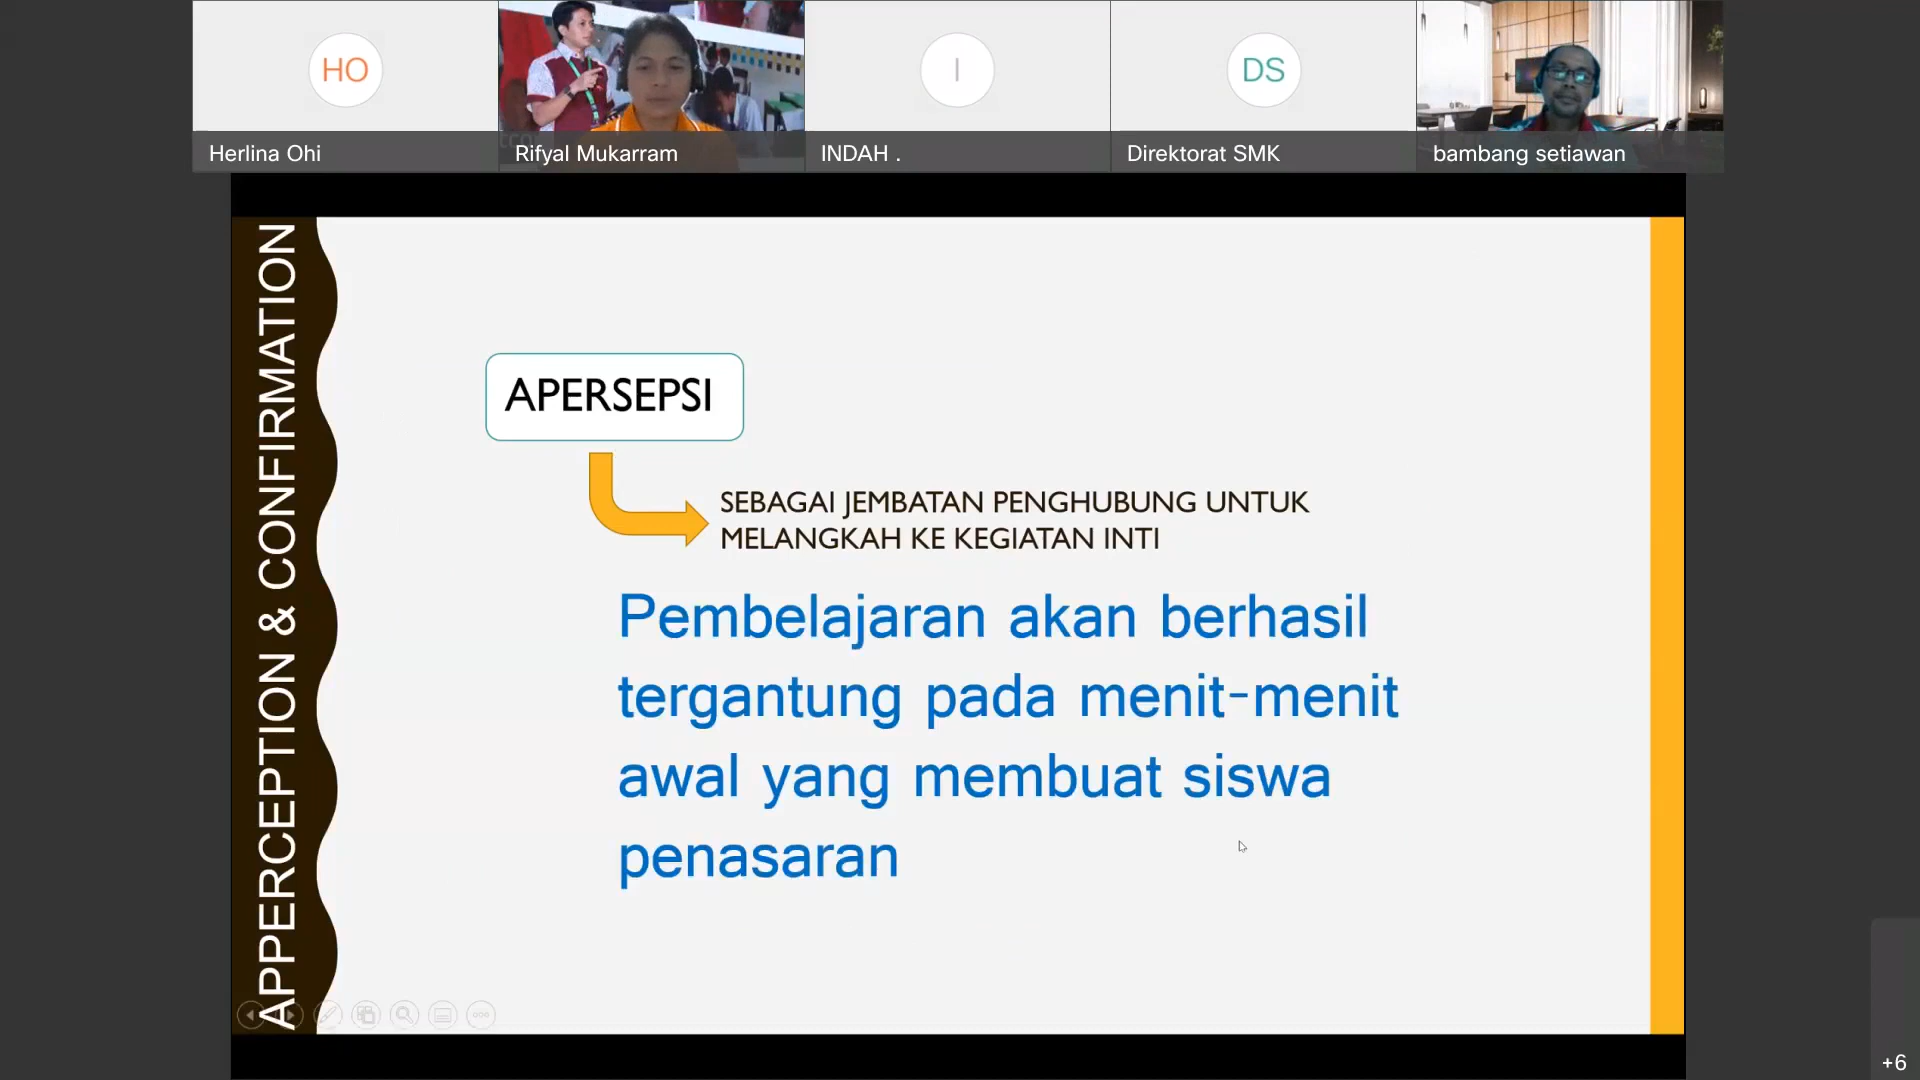 HO
I
DS
Herlina Ohi
Rifyal Mukarram
INDAH .
Direktorat SMK
bambang setiawan
APPERCEPTION & CONFIRMATION
APERSEPSI
SEBAGAI JEMBATAN PENGHUBUNG UNTUK
MELANGKAH KE KEGIATAN INTI
Pembelajaran akan berhasil
tergantung pada menit-menit
awal yang membuat siswa
penasaran
+6